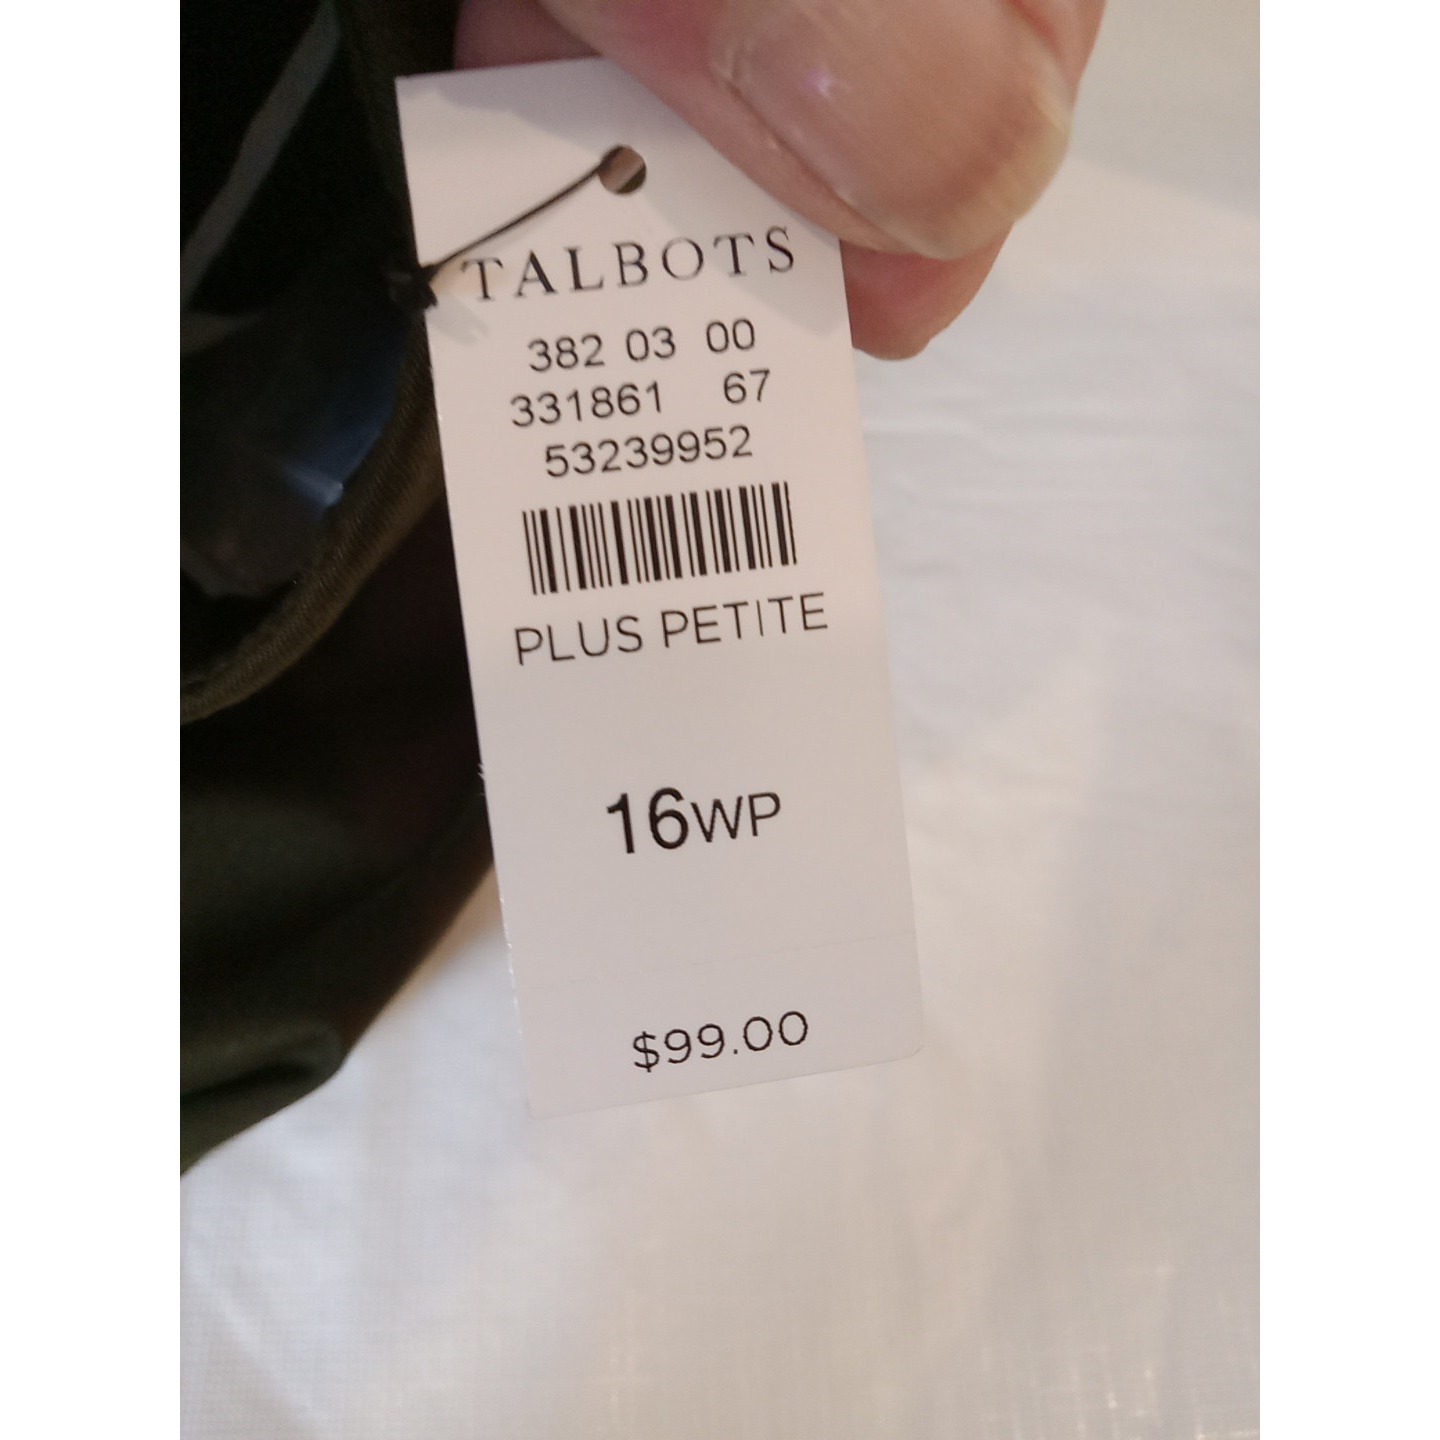 TALBOTS
382 03 00
331861 67
53239952
PLUS PETITE
16WP
$99.00